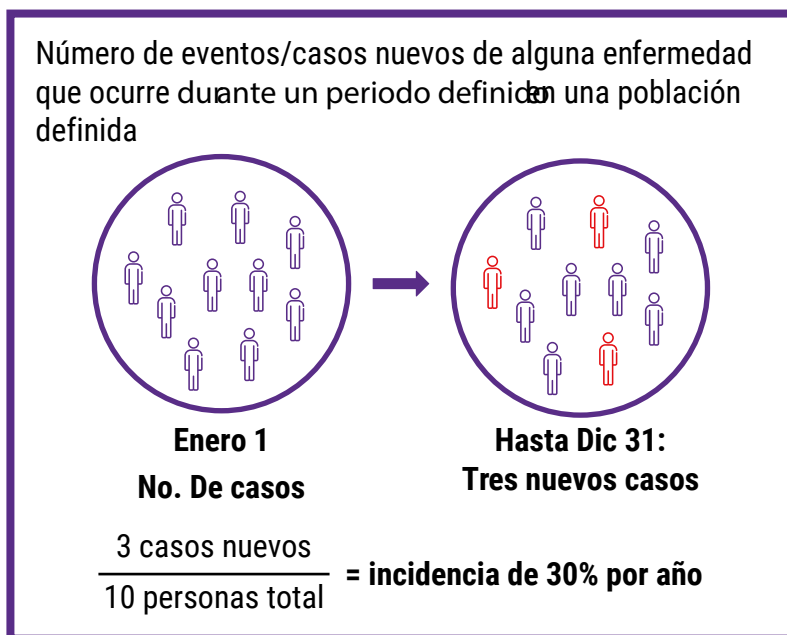 Número de eventos/casos nuevos de alguna enfermedad
que ocurre durante un periodo definido en una población
definida
Enero 1
No. De casos
Hasta Dic 31:
Tres nuevos casos
3 casos nuevos
10 personas total
= incidencia de 30% por año